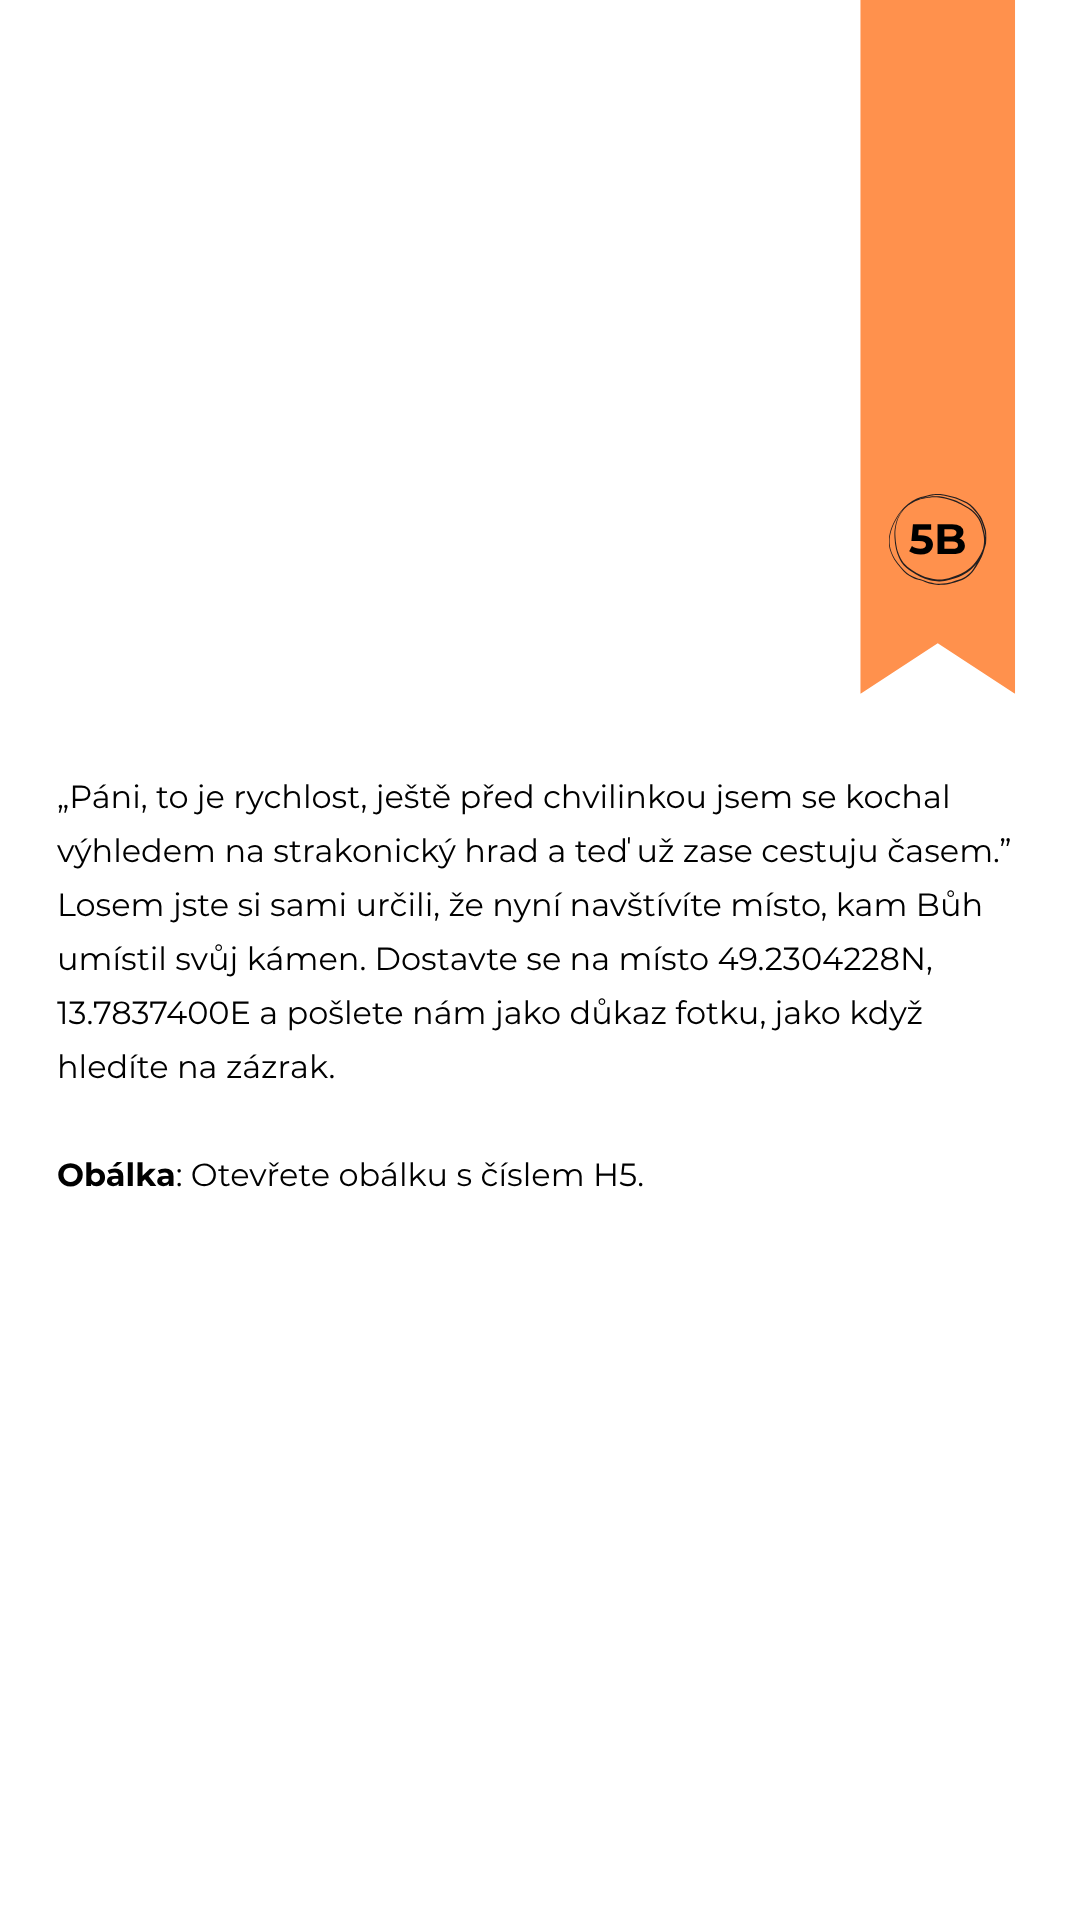 5B
„Páni, to je rychlost, ještě před chvilinkou jsem se kochal
výhledem na strakonický hrad a teď už zase cestuju časem.”
Losem jste si sami určili, že nyní navštívíte místo, kam Bůh
umístil svůj kámen. Dostavte se na místo 49.2304228N,
13.7837400E a pošlete nám jako důkaz fotku, jako když
hledíte na zázrak.
Obálka: Otevřete obálku s číslem H5.